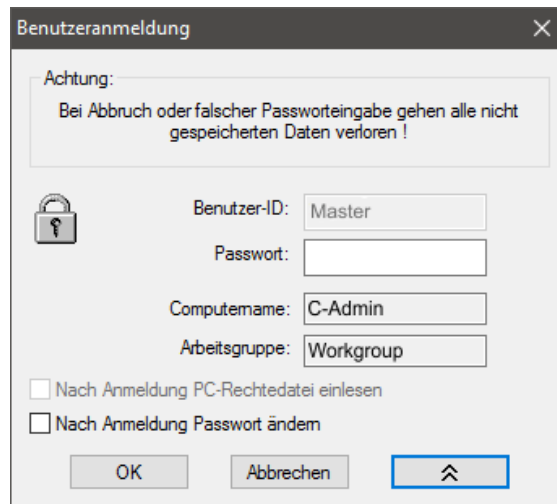 Benutzeranmeldung
Achtung:
Bei Abbruch oder falscher Passworteingabe gehen alle nicht
gespeicherten Daten verloren !
Benutzer-ID: Master
Passwort:
Computername: C-Admin
Arbeitsgruppe: Workgroup
Nach Anmeldung PC-Rechtedatei einlesen
Nach Anmeldung Passwort ändern
OK Abbrechen